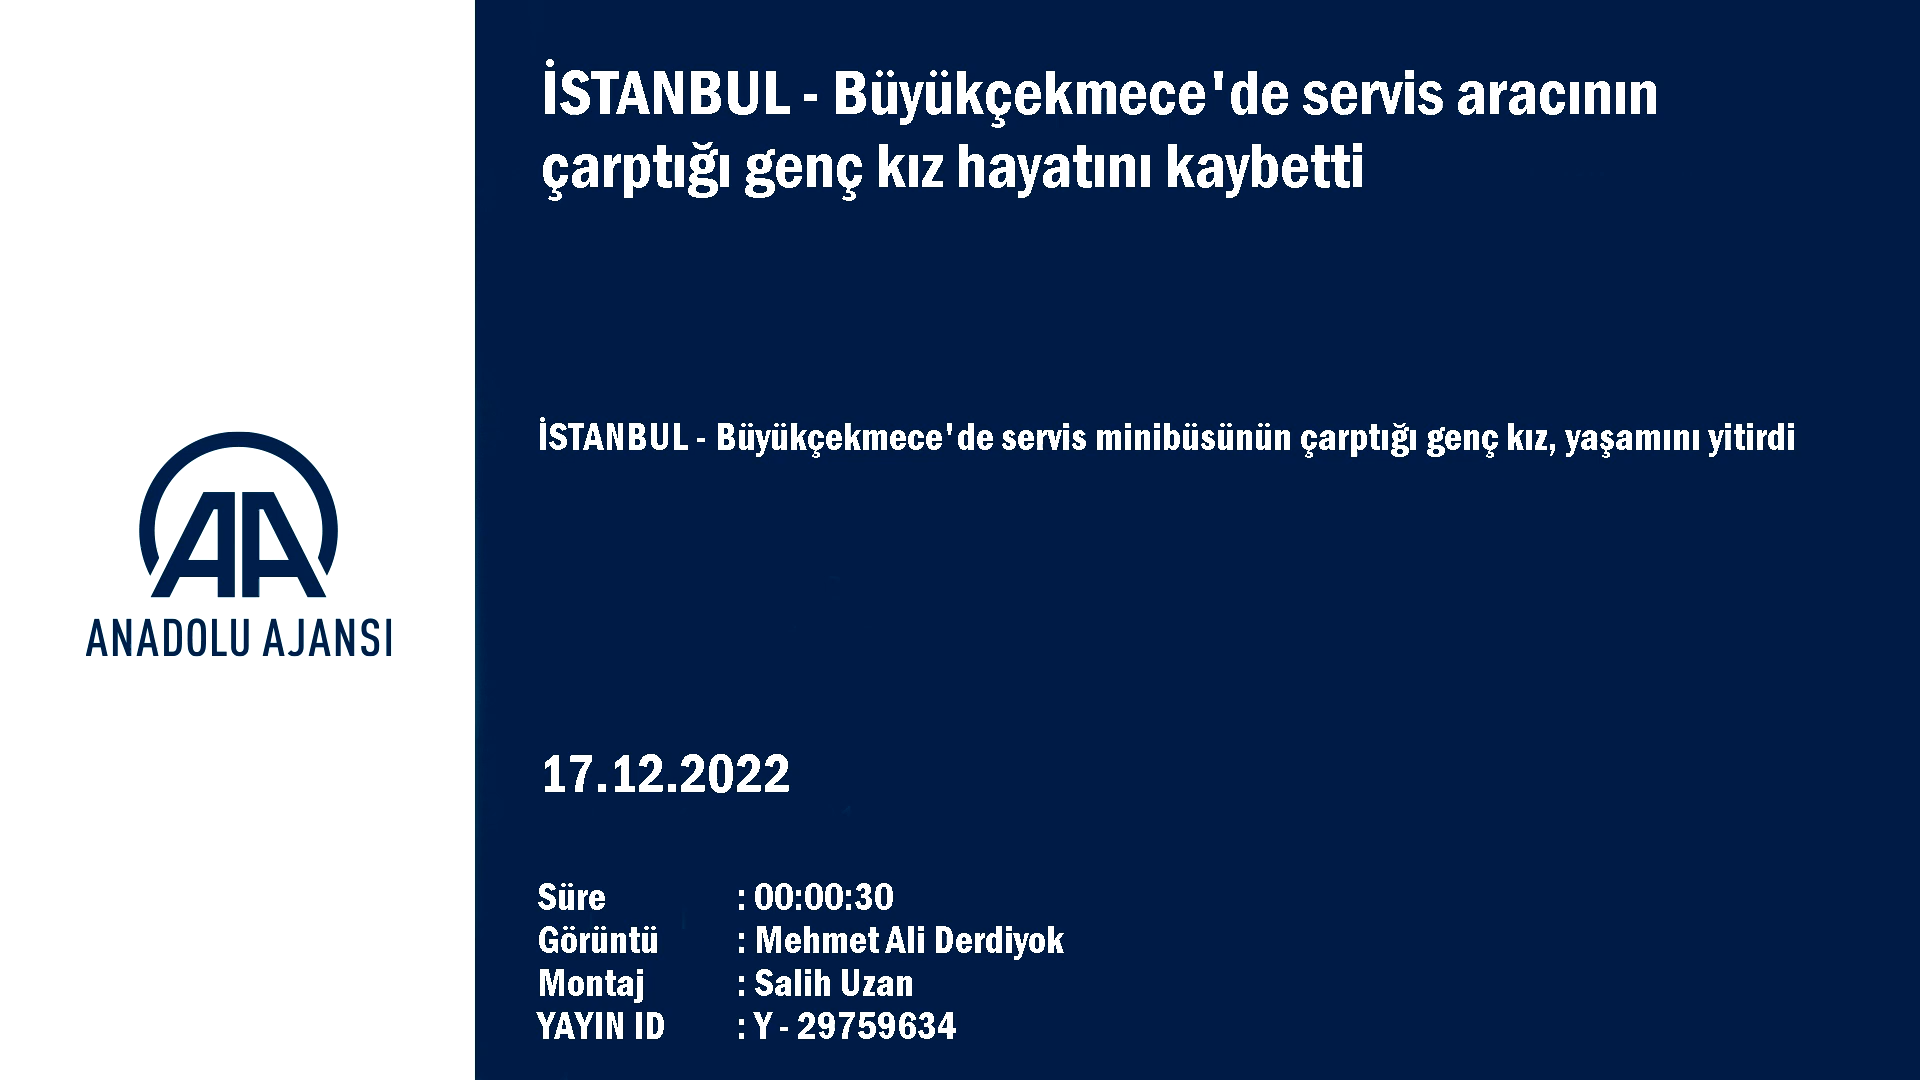 İSTANBUL - Büyükçekmece'de servis aracının
çarptığı genç kız hayatını kaybetti
İSTANBUL - Büyükçekmece'de servis minibüsünün çarptığı genç kız, yaşamını yitirdi
AA
ANADOLU AJANSI
17.12.2022
Süre : 00:00:30
Görüntü : Mehmet Ali Derdiyok
Montaj : Salih Uzan
YAYIN ID : Y - 29759634